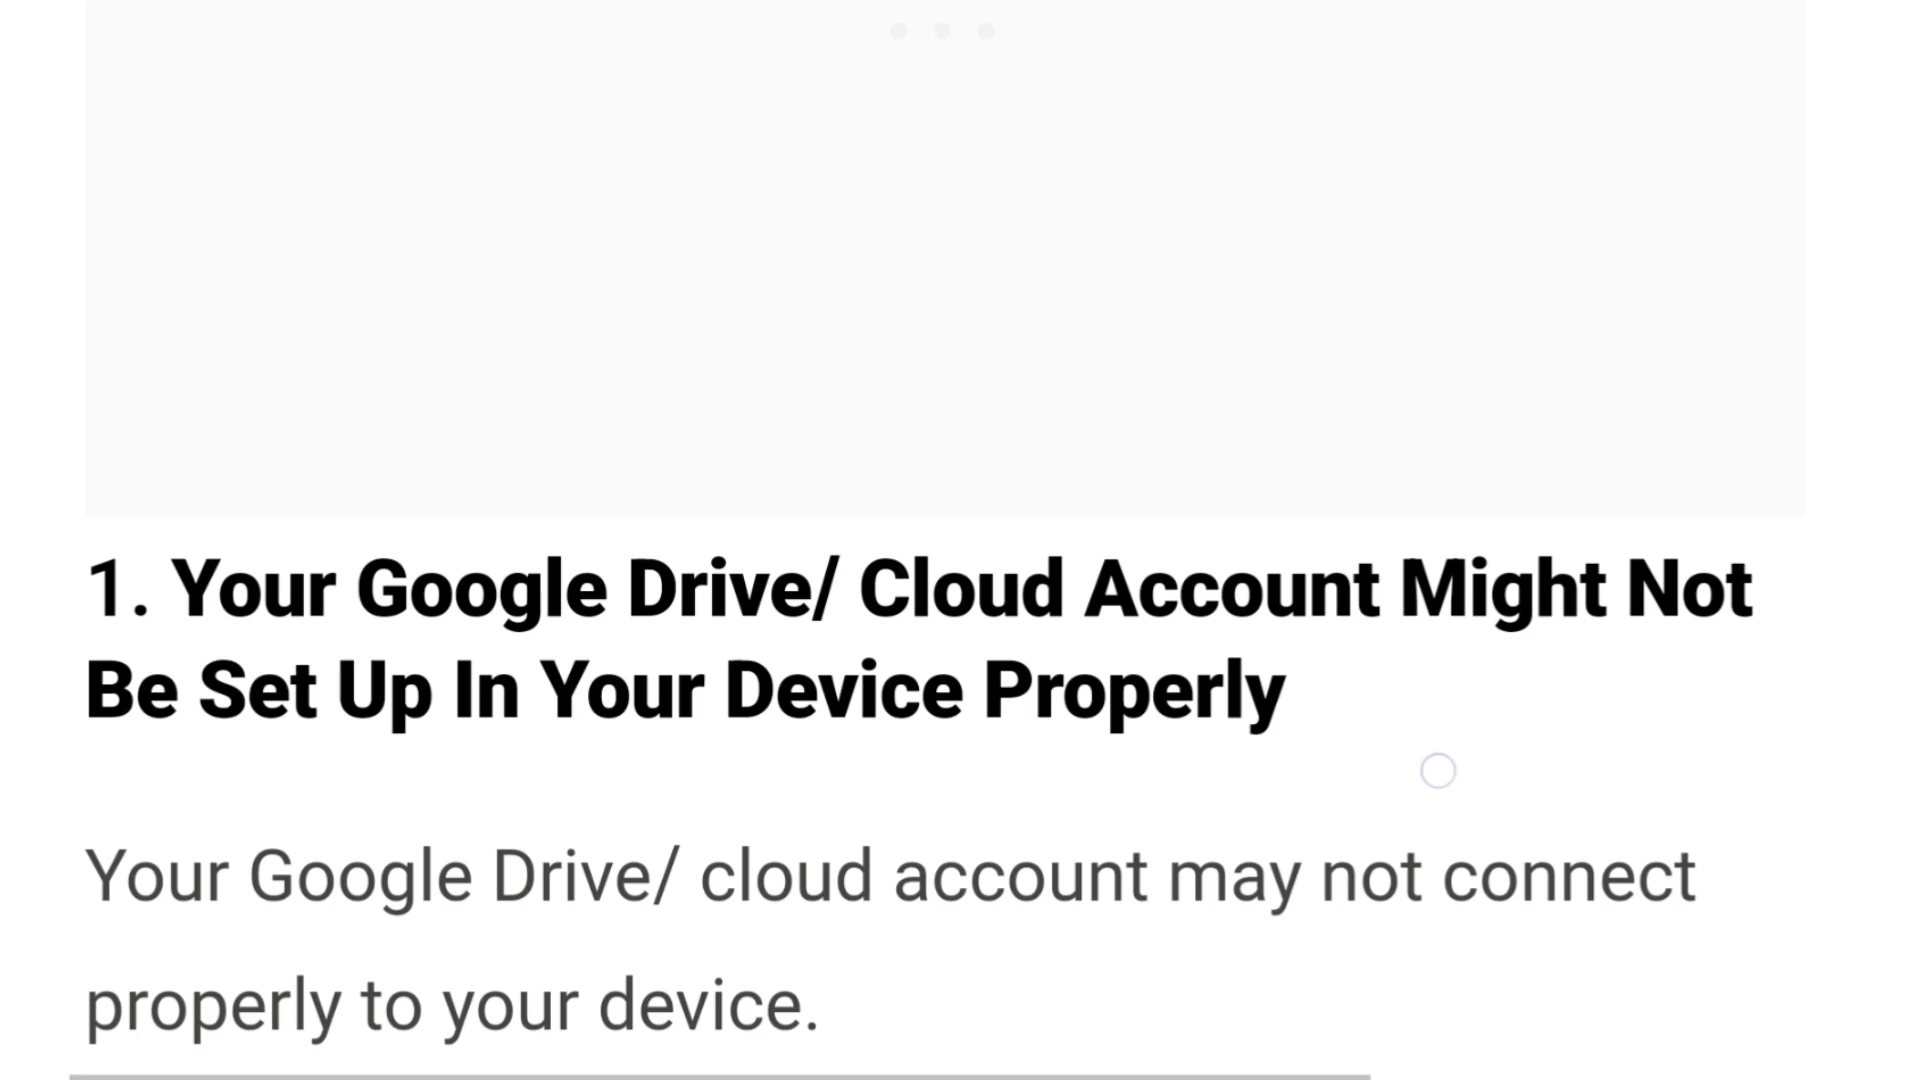 1. Your Google Drive/ Cloud Account Might Not
Be Set Up In Your Device Properly
Your Google Drive/ cloud account may not connect
properly to your device.